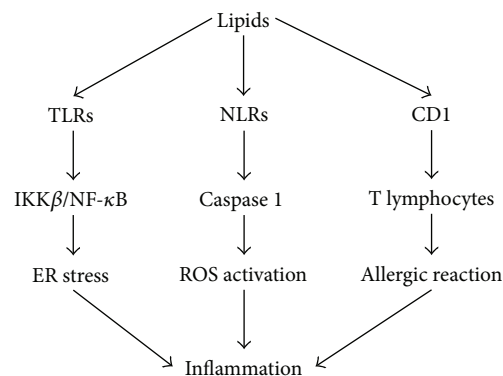 Lipids
TLRs NLRs CD1
IKKβ/NF-κB Caspase 1 T lymphocytes
ER stress ROS activation Allergic reaction
Inflammation